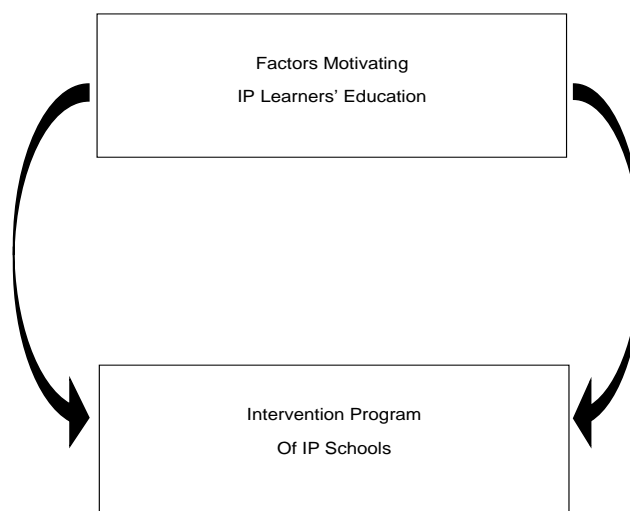 Factors Motivating
IP Learners’ Education
Intervention Program
Of IP Schools